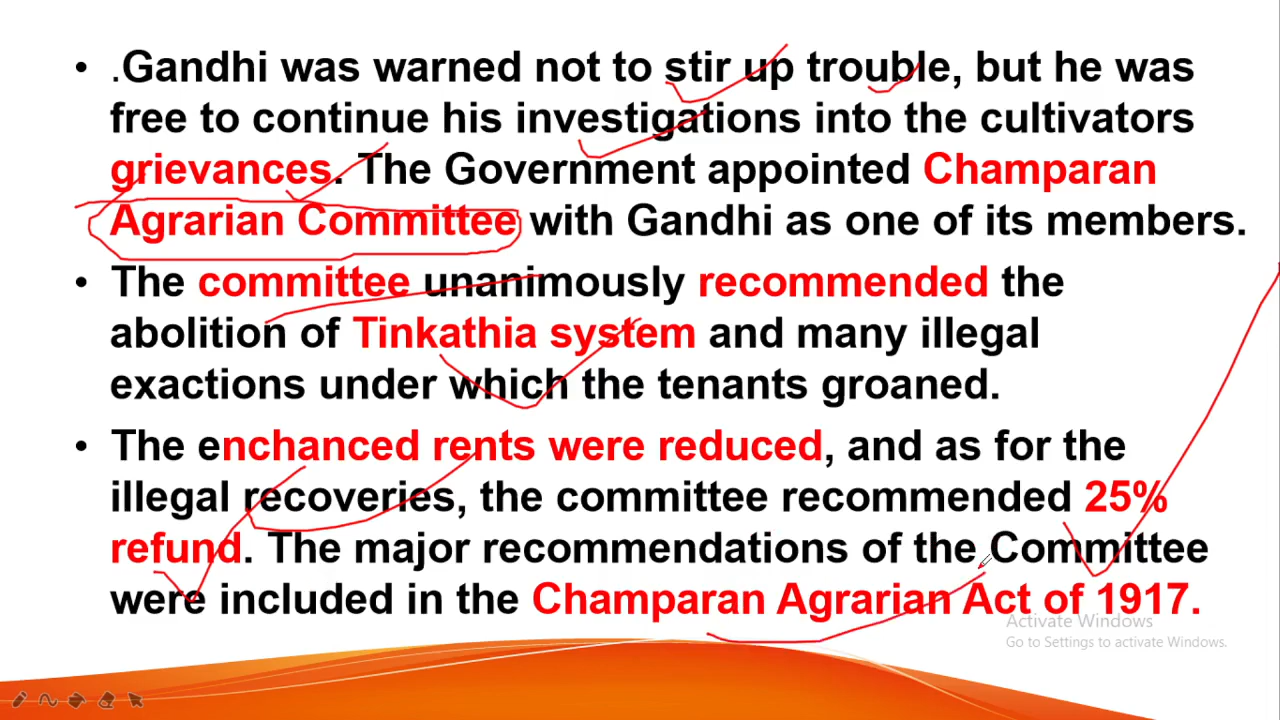 • .Gandhi was warned not to stir up trouble, but he was
free to continue his investigations into the cultivators
grievances. The Government appointed Champaran
Agrarian Committee with Gandhi as one of its members.
• The committee unanimously recommended the
abolition of Tinkathia system and many illegal
exactions under which the tenants groaned.
• The enchanced rents were reduced, and as for the
illegal recoveries, the committee recommended 25%
refund. The major recommendations of the Committee
were included in the Champaran Agrarian Act of 1917.
Activate Windows
Go to Settings to activate Windows.